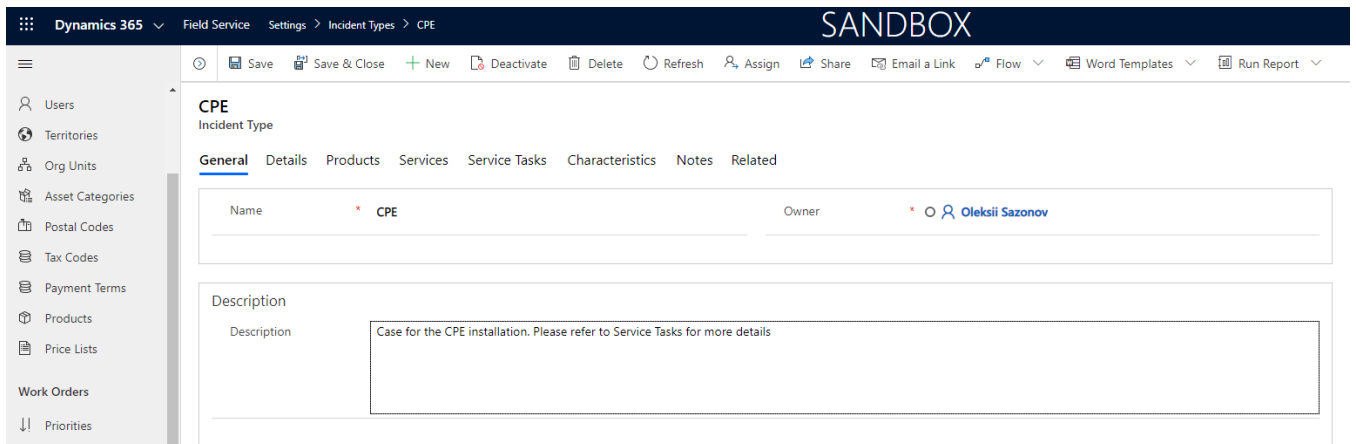 Dynamics 365 Field Service Settings > Incident Types > CPE SANDBOX
Save Save & Close New Deactivate Delete Refresh Assign Share Email a Link Flow Word Templates Run Report
Users
Territories
Org Units
Asset Categories
Postal Codes
Tax Codes
Payment Terms
Products
Price Lists
Work Orders
Priorities
CPE
Incident Type
General Details Products Services Service Tasks Characteristics Notes Related
Name * CPE Owner * Oleksii Sazonov
Description
Description Case for the CPE installation. Please refer to Service Tasks for more details